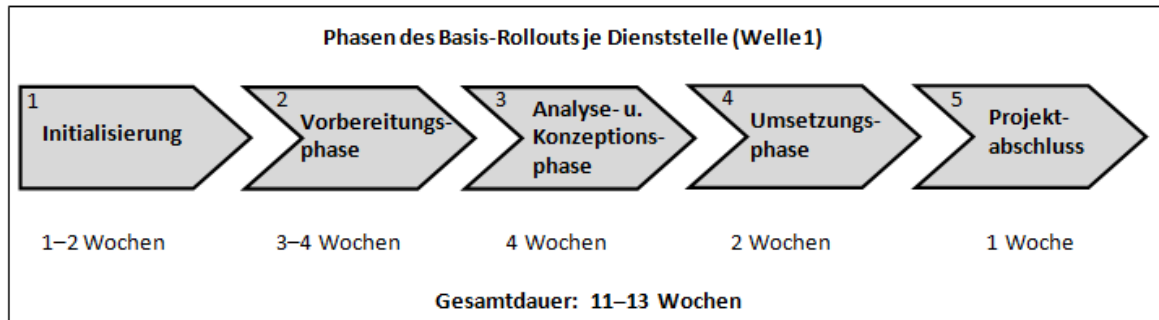 Phasen des Basis-Rollouts je Dienststelle (Welle 1)
1
Initialisierung
2
Vorbereitungs-
phase
3
Analyse- u.
Konzeptions-
phase
4
Umsetzungs-
phase
5
Projekt-
abschluss
1–2 Wochen
3–4 Wochen
4 Wochen
2 Wochen
1 Woche
Gesamtdauer: 11–13 Wochen